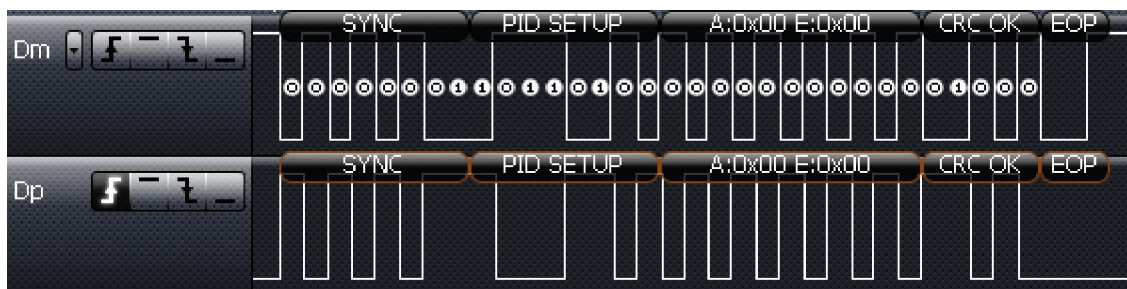 SYNC PID SETUP A:0x00 E:0x00 CRC OK EOP
Dm
0 0 0 0 0 0 0 1 1 0 1 1 0 1 0 0 0 0 0 0 0 0 0 0 0 0 0 0 1 0 0 0
SYNC PID SETUP A:0x00 E:0x00 CRC OK EOP
Dp